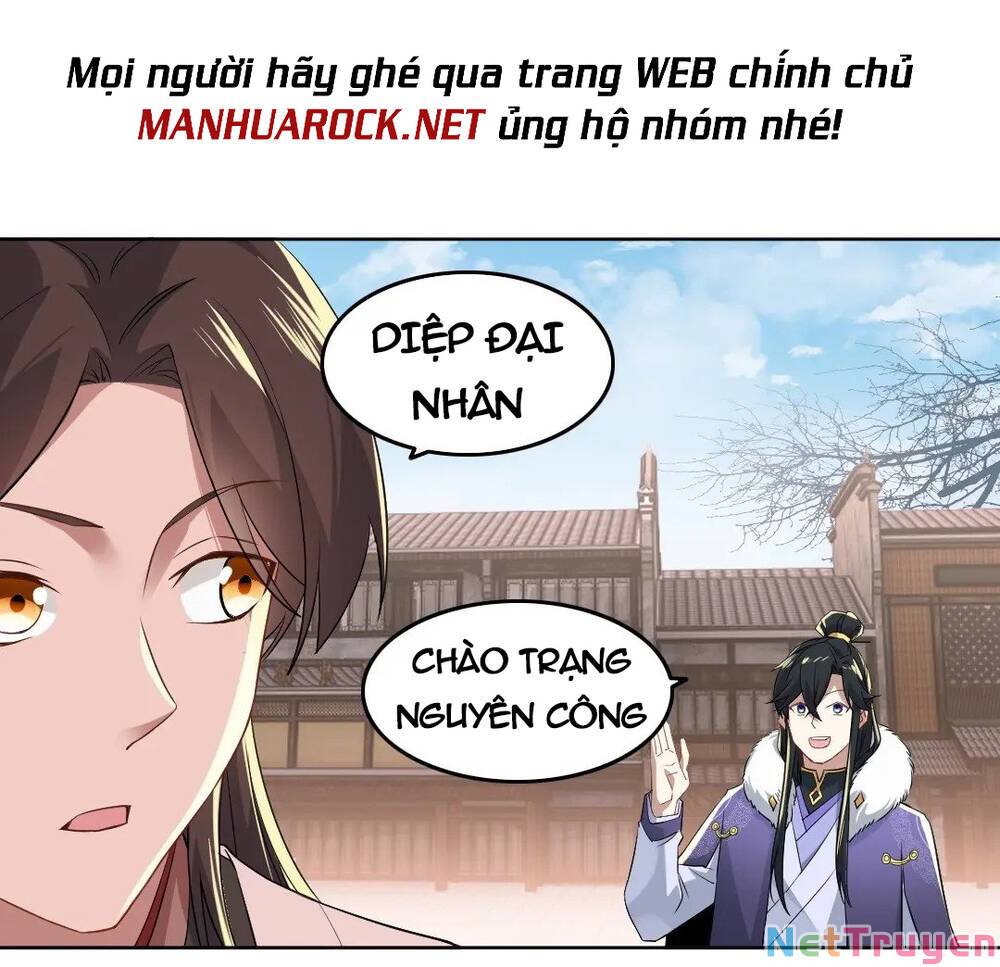 Mọi người hãy ghé qua trang WEB chính chủ
MANHUAROCK.NET ủng hộ nhóm nhé!
DIỆP ĐẠI
NHÂN
CHÀO TRẠNG
NGUYÊN CÔNG
NetTruyen